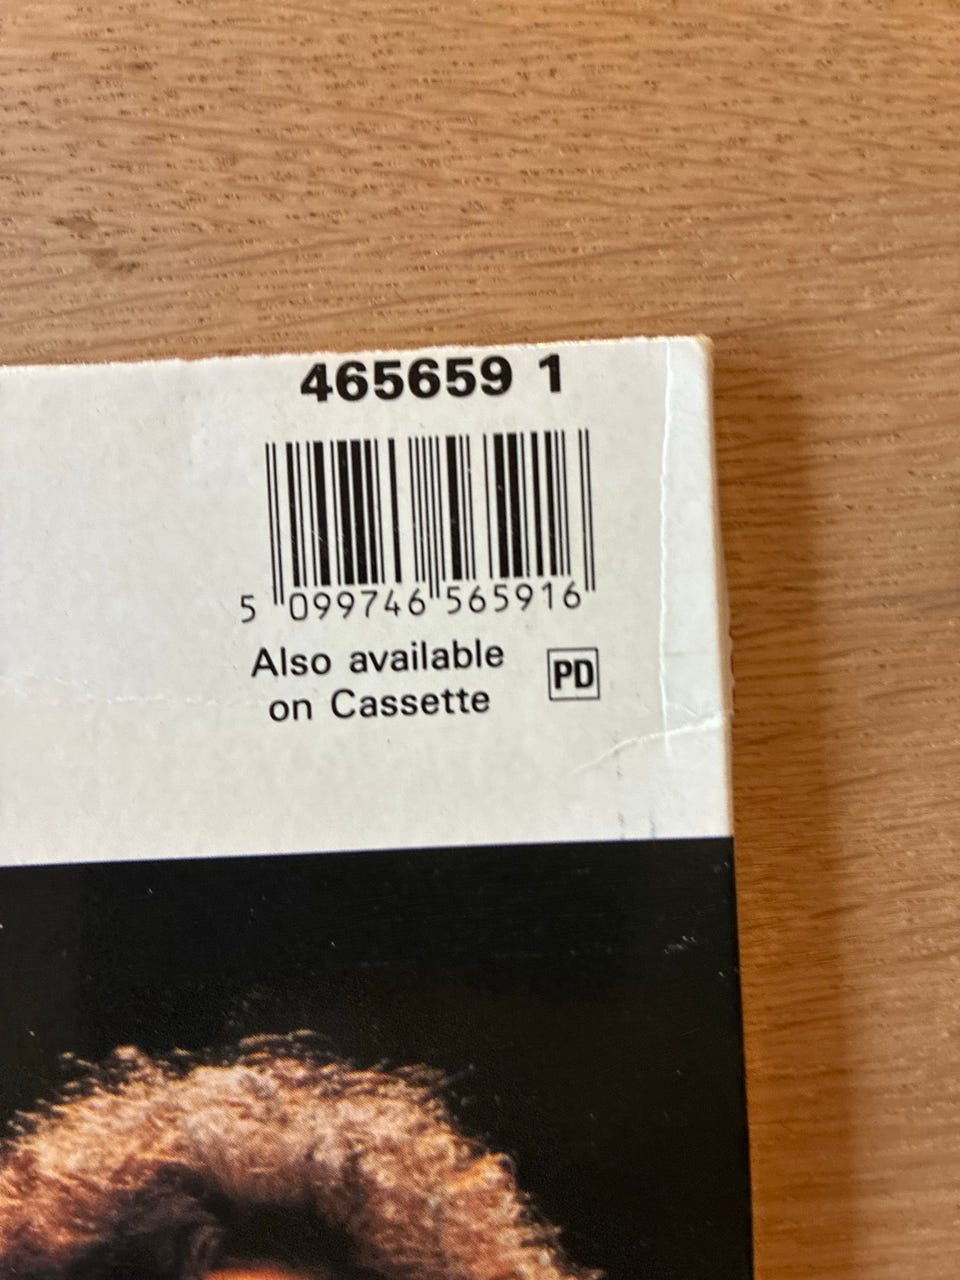 465659 1
5 099746 565916
Also available
on Cassette
PD